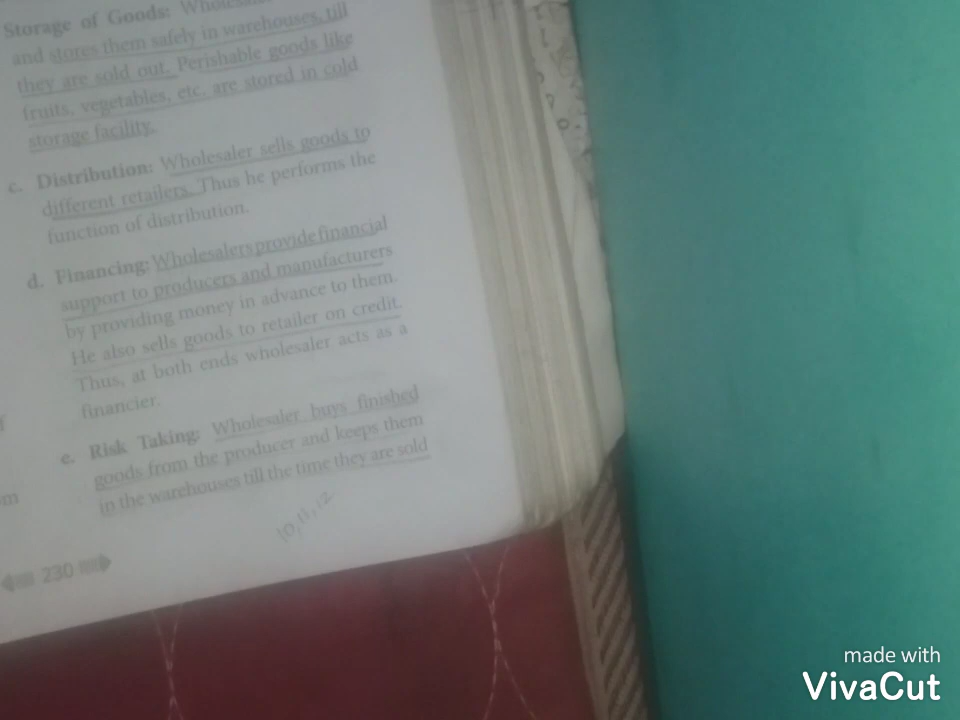 Storage of Goods: Wholesaler
and stores them safely in warehouses, till
they are sold out. Perishable goods like
fruits, vegetables, etc. are stored in cold
storage facility.
c. Distribution: Wholesaler sells goods to
different retailers. Thus he performs the
function of distribution.
d. Financing: Wholesalers provide financial
support to producers and manufacturers
by providing money in advance to them.
He also sells goods to retailer on credit.
Thus, at both ends wholesaler acts as a
financier.
e. Risk Taking: Wholesaler buys finished
goods from the producer and keeps them
in the warehouses till the time they are sold
10, 11, 12
230
made with
VivaCut